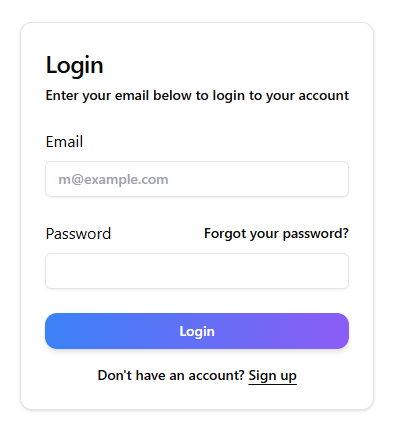 Login
Enter your email below to login to your account
Email
m@example.com
Password Forgot your password?
Login
Don't have an account? Sign up